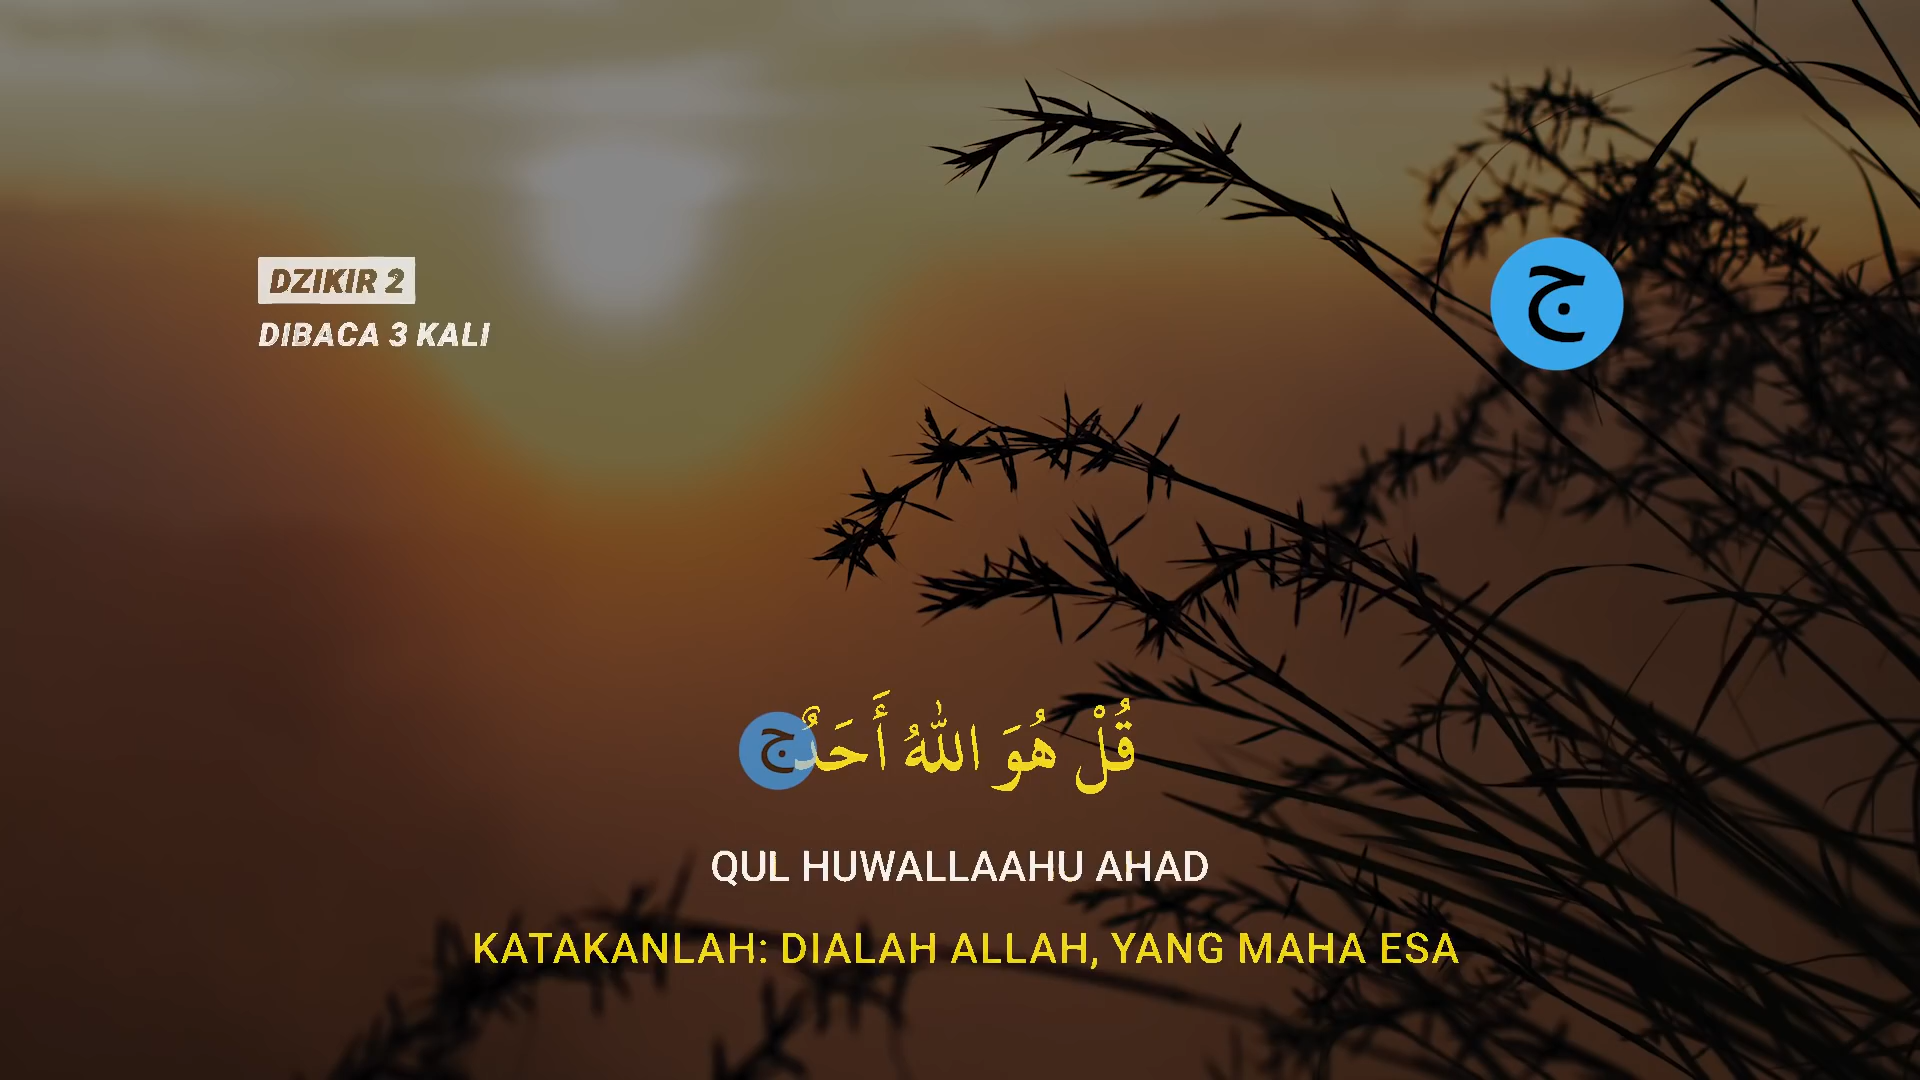 DZIKIR 2
DIBACA 3 KALI
ج
قُلْ هُوَ اللّٰهُ أَحَدٌۚ ج
QUL HUWALLAAHU AHAD
KATAKANLAH: DIALAH ALLAH, YANG MAHA ESA